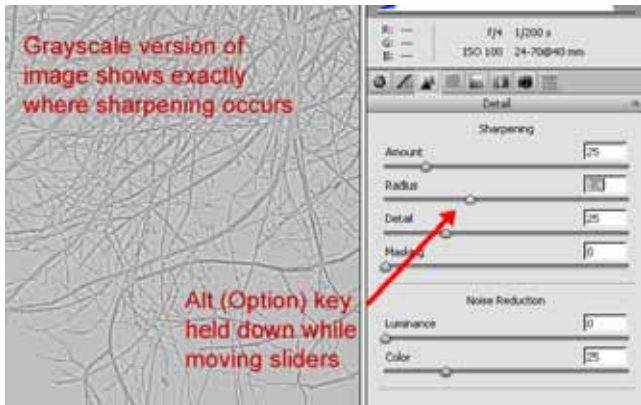 Grayscale version of
image shows exactly
where sharpening occurs
Alt (Option) key
held down while
moving sliders
R: ---
G: ---
B: ---
f/4 1/200 s
ISO 100 24-70@40 mm
Detail
Sharpening
Amount 25
Radius
Detail 25
Masking 0
Noise Reduction
Luminance 0
Color 25